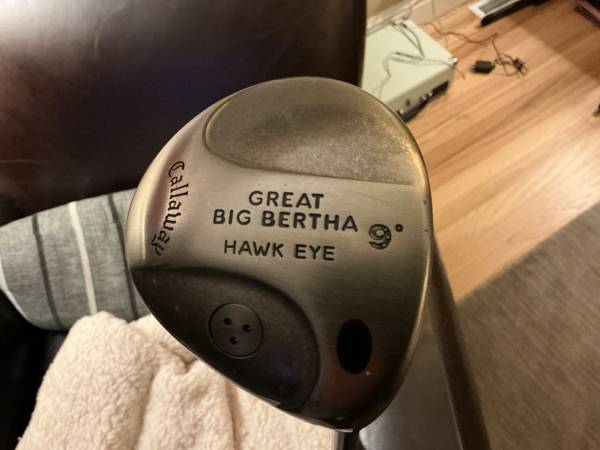 Callaway
GREAT
BIG BERTHA 9°
HAWK EYE